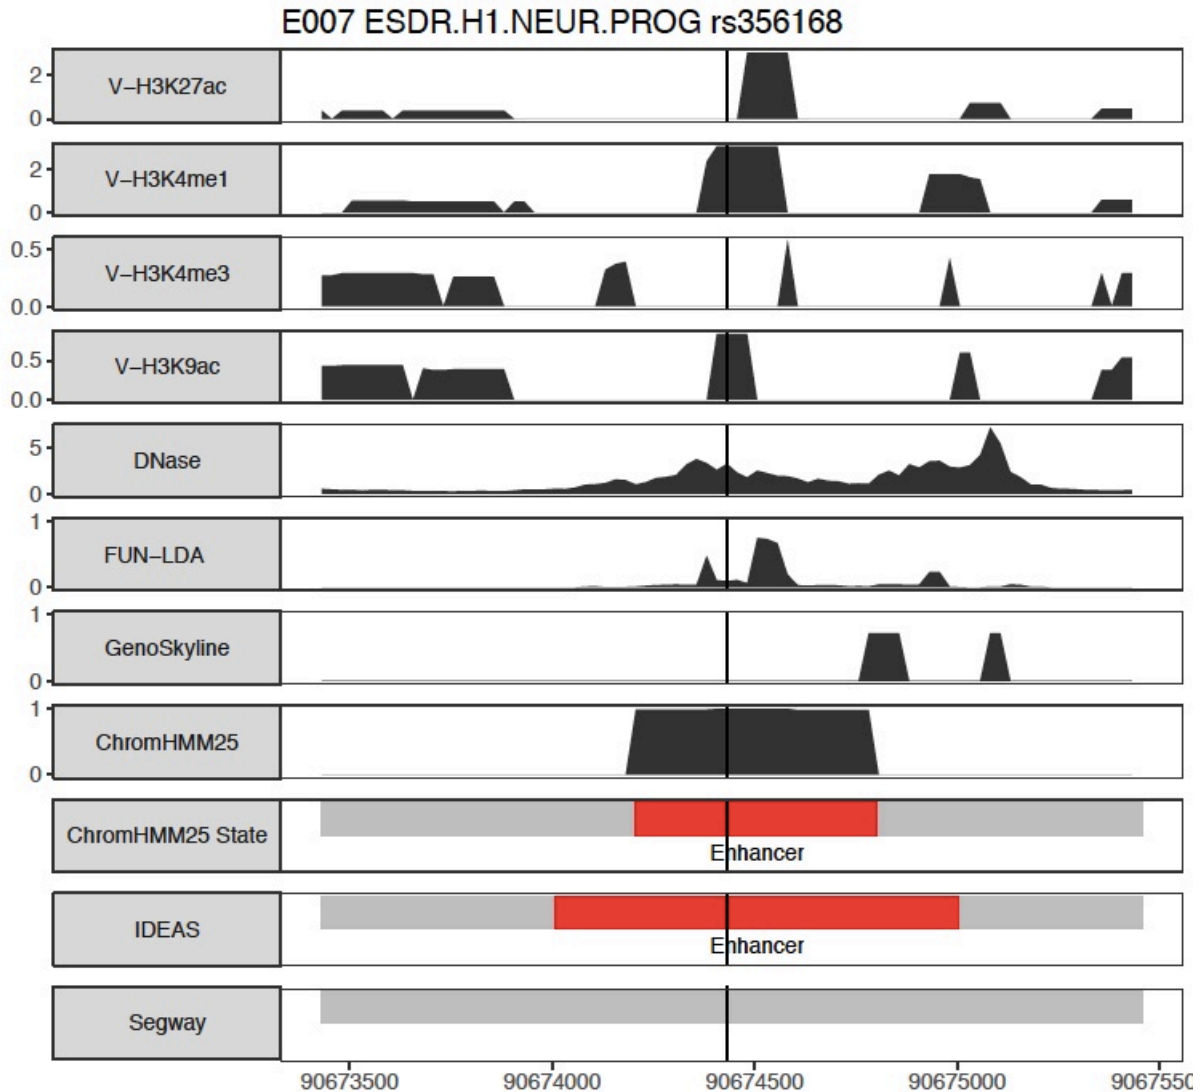 E007 ESDR.H1.NEUR.PROG rs356168
V-H3K27ac
2
0
V-H3K4me1
2
0
V-H3K4me3
0.5
0.0
V-H3K9ac
0.5
0.0
DNase
5
0
FUN-LDA
1
0
GenoSkyline
1
0
ChromHMM25
1
0
ChromHMM25 State
Enhancer
IDEAS
Enhancer
Segway
90673500 90674000 90674500 90675000 9067550